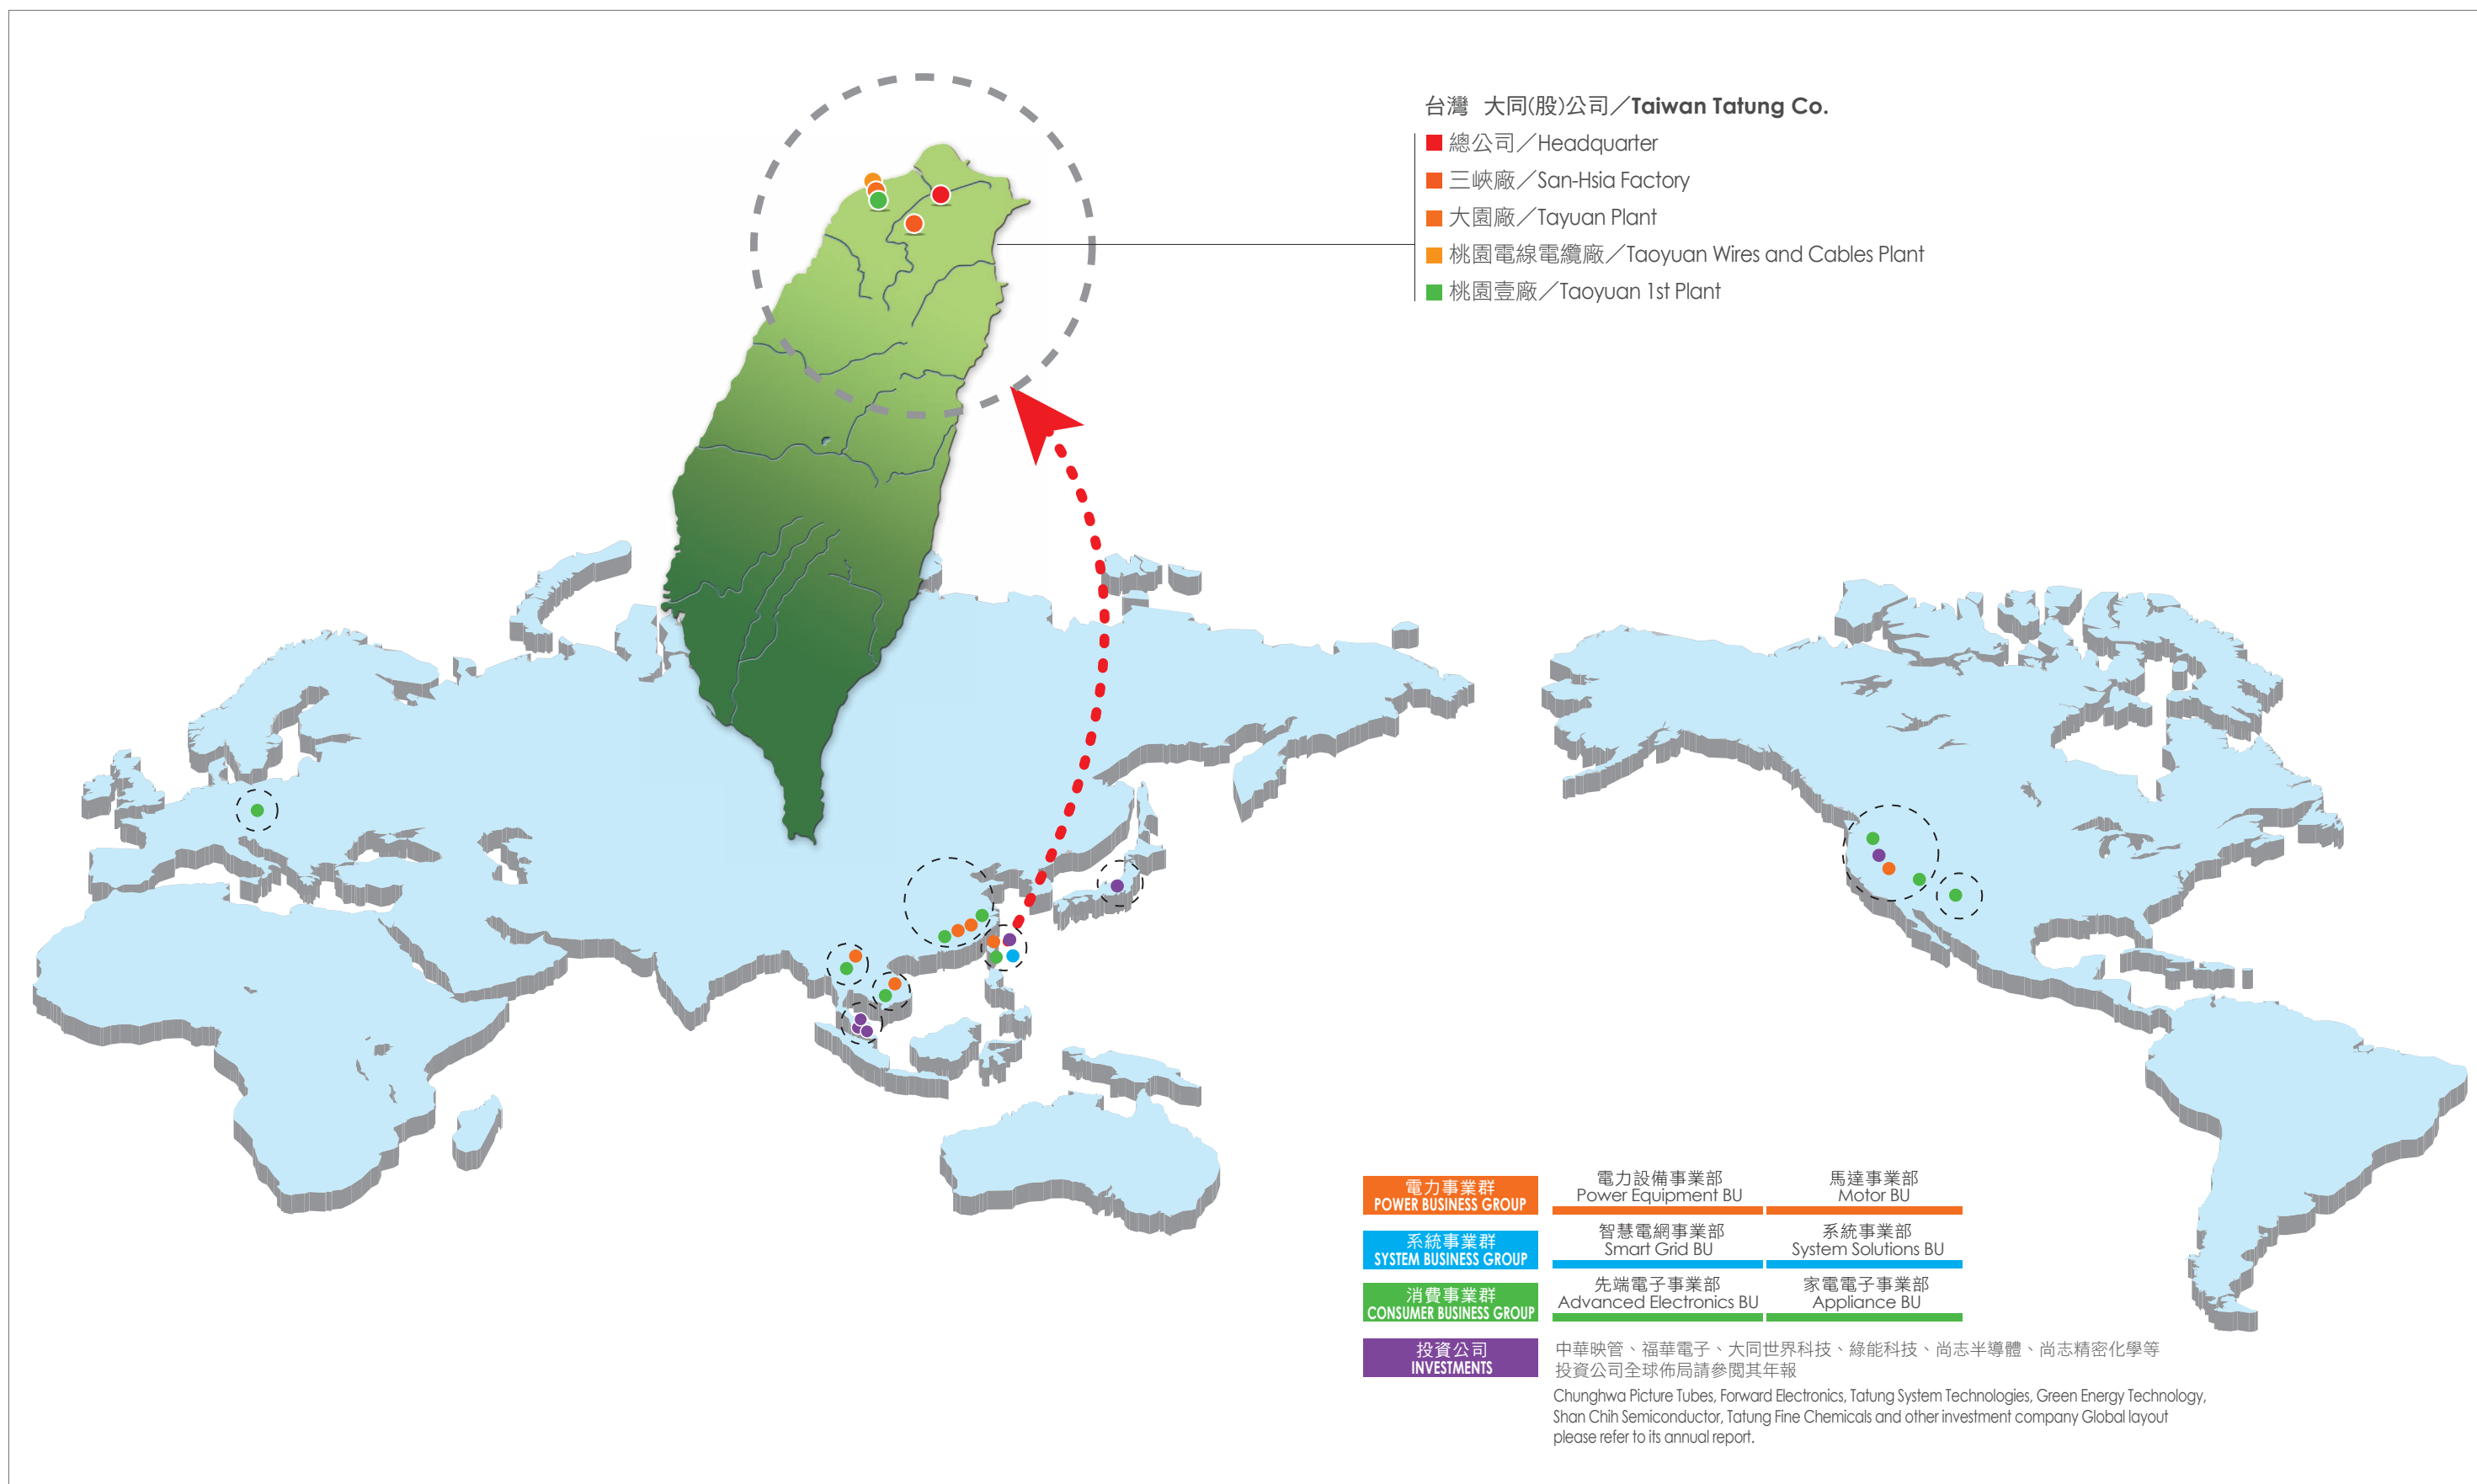 台灣 大同(股)公司／Taiwan Tatung Co.
總公司／Headquarter
三峽廠／San-Hsia Factory
大園廠／Tayuan Plant
桃園電線電纜廠／Taoyuan Wires and Cables Plant
桃園壹廠／Taoyuan 1st Plant
電力事業群
POWER BUSINESS GROUP
電力設備事業部
Power Equipment BU
馬達事業部
Motor BU
系統事業群
SYSTEM BUSINESS GROUP
智慧電網事業部
Smart Grid BU
系統事業部
System Solutions BU
消費事業群
CONSUMER BUSINESS GROUP
先端電子事業部
Advanced Electronics BU
家電電子事業部
Appliance BU
投資公司
INVESTMENTS
中華映管、福華電子、大同世界科技、綠能科技、尚志半導體、尚志精密化學等
投資公司全球佈局請參閱其年報
Chunghwa Picture Tubes, Forward Electronics, Tatung System Technologies, Green Energy Technology,
Shan Chih Semiconductor, Tatung Fine Chemicals and other investment company Global layout
please refer to its annual report.